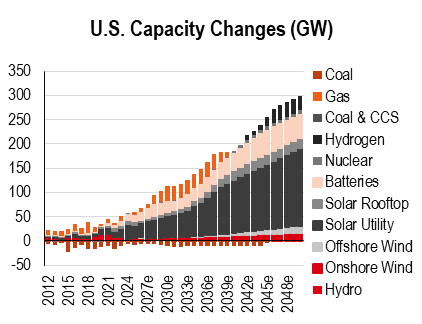 U.S. Capacity Changes (GW)
350
300
250
200
150
100
50
0
-50
2012
2015
2018
2021
2024
2027e
2030e
2033e
2036e
2039e
2042e
2045e
2048e
Coal
Gas
Coal & CCS
Hydrogen
Nuclear
Batteries
Solar Rooftop
Solar Utility
Offshore Wind
Onshore Wind
Hydro